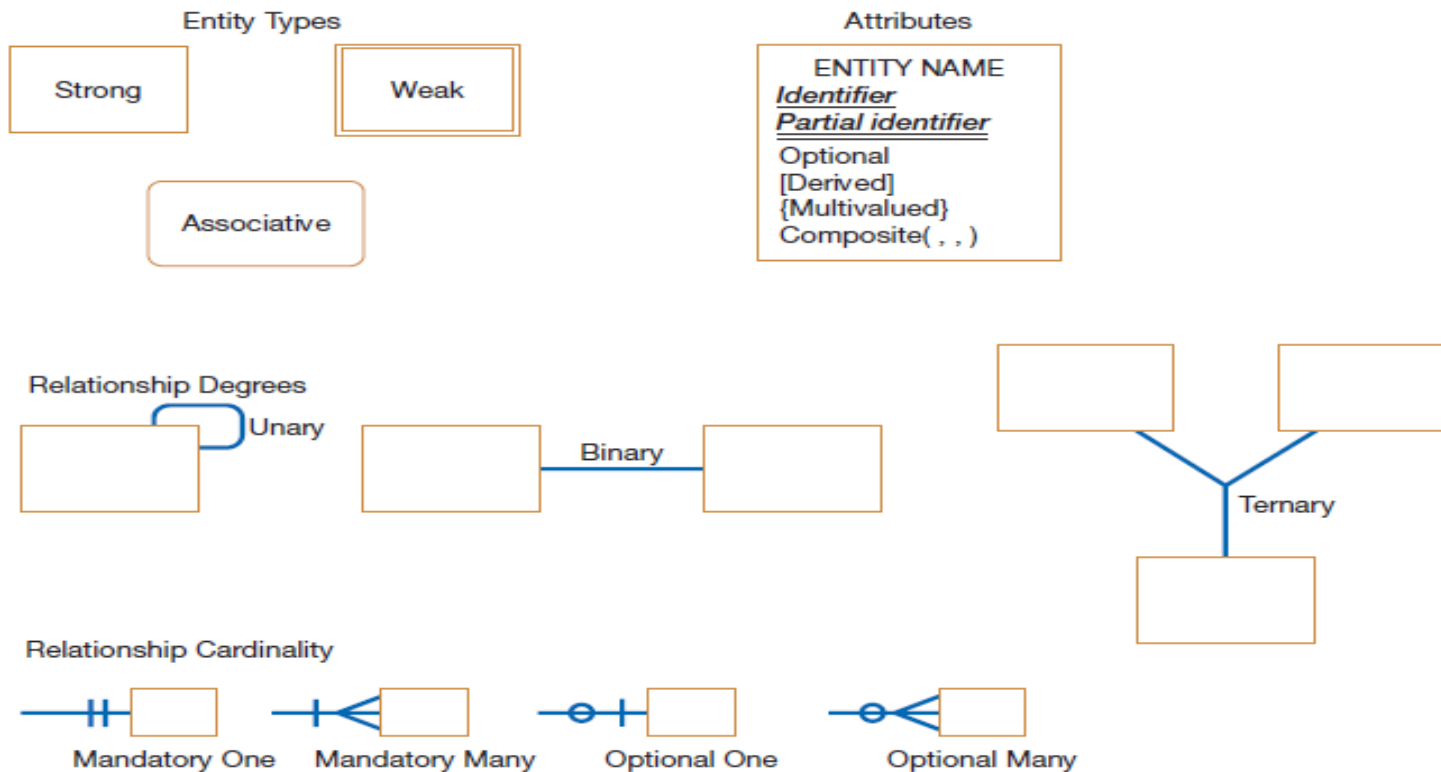 Entity Types
Attributes
Strong
Weak
Associative
ENTITY NAME
Identifier
Partial identifier
Optional
[Derived]
{Multivalued}
Composite( , , )
Relationship Degrees
Unary
Binary
Ternary
Relationship Cardinality
Mandatory One
Mandatory Many
Optional One
Optional Many